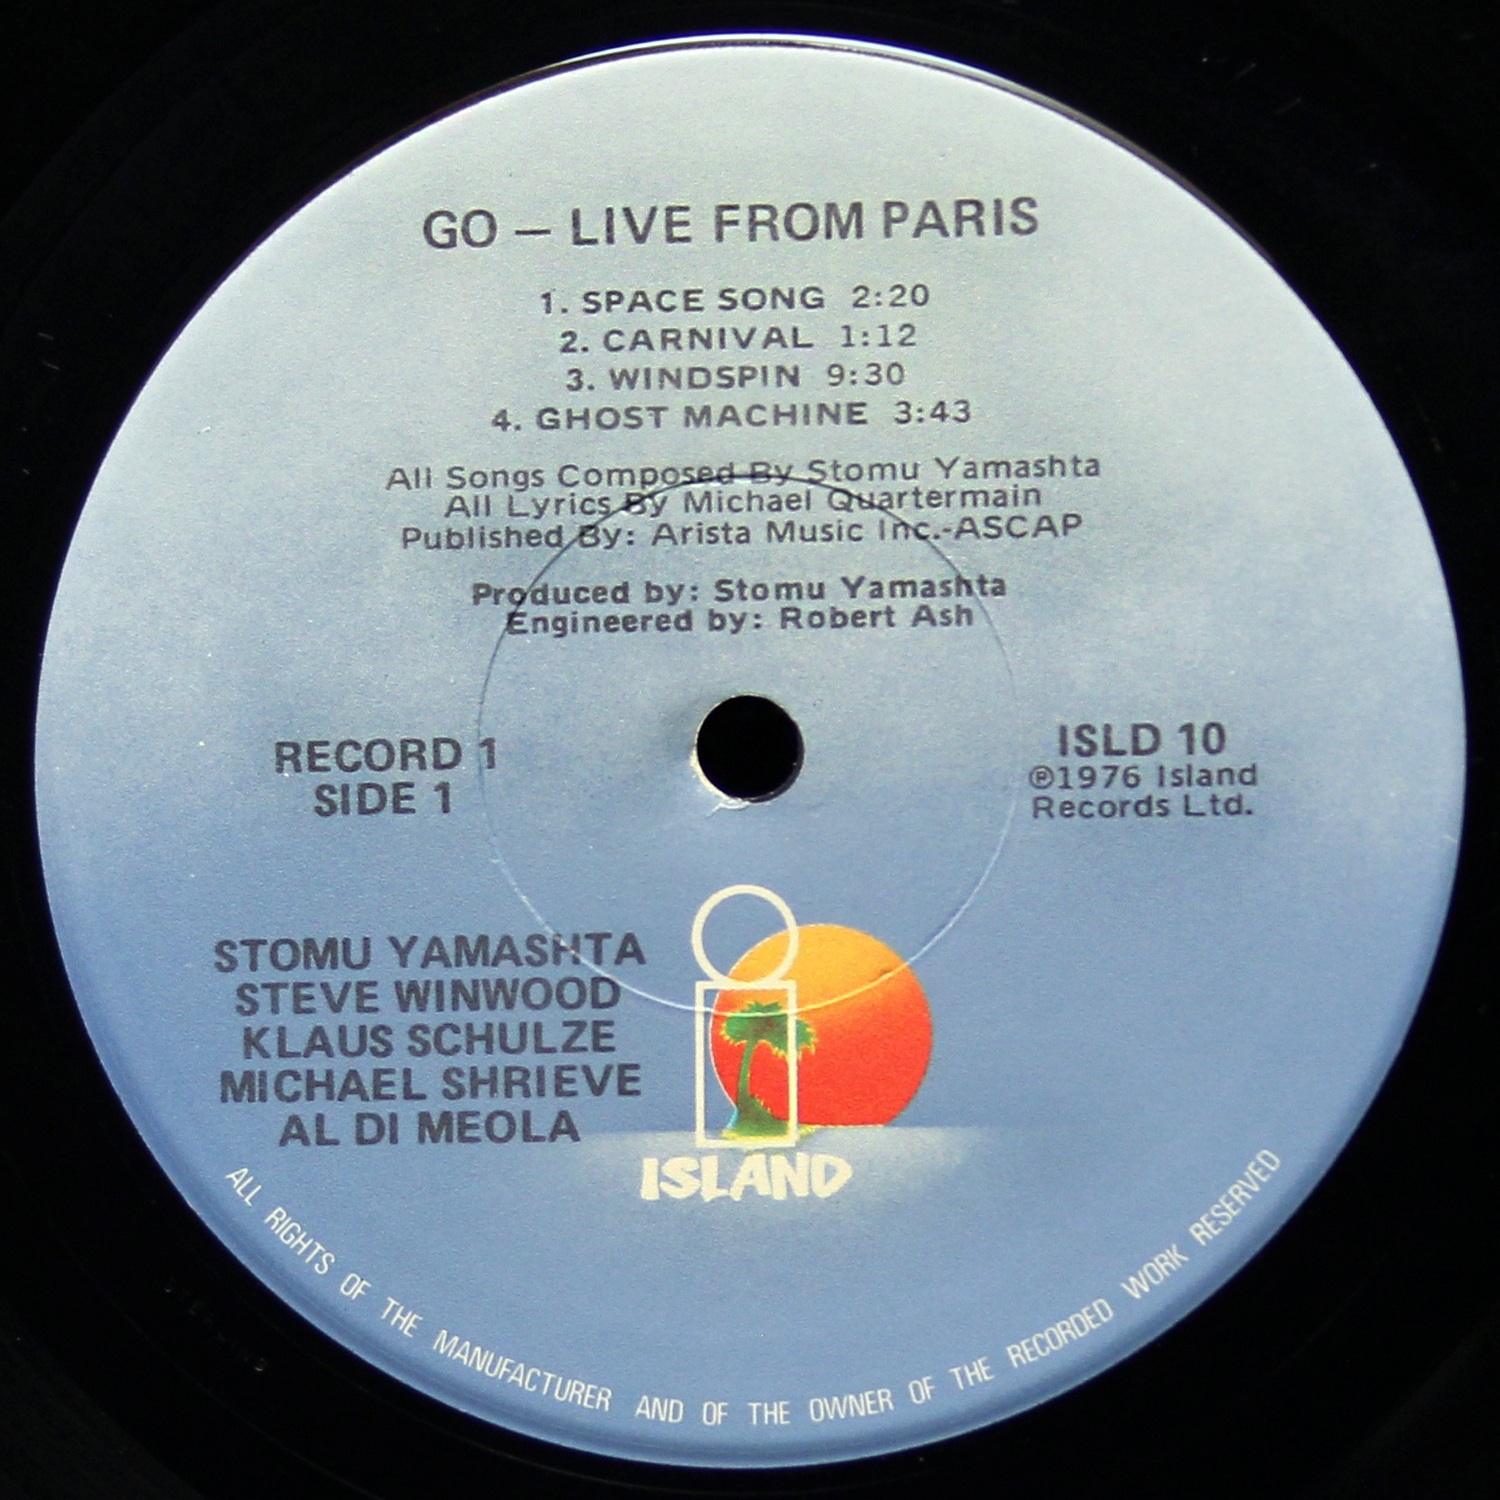 GO – LIVE FROM PARIS
1. SPACE SONG 2:20
2. CARNIVAL 1:12
3. WINDSPIN 9:30
4. GHOST MACHINE 3:43
All Songs Composed By Stomu Yamashta
All Lyrics By Michael Quartermain
Published By: Arista Music Inc.-ASCAP
Produced by: Stomu Yamashta
Engineered by: Robert Ash
RECORD 1
SIDE 1
ISLD 10
℗1976 Island
Records Ltd.
STOMU YAMASHTA
STEVE WINWOOD
KLAUS SCHULZE
MICHAEL SHRIEVE
AL DI MEOLA
i
ISLAND
ALL RIGHTS OF THE MANUFACTURER AND OF THE OWNER OF THE RECORDED WORK RESERVED